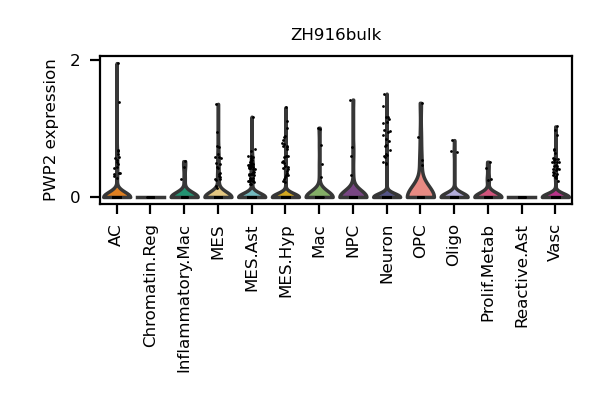 ZH916bulk
PWP2 expression
2
0
AC
Chromatin.Reg
Inflammatory.Mac
MES
MES.Ast
MES.Hyp
Mac
NPC
Neuron
OPC
Oligo
Prolif.Metab
Reactive.Ast
Vasc